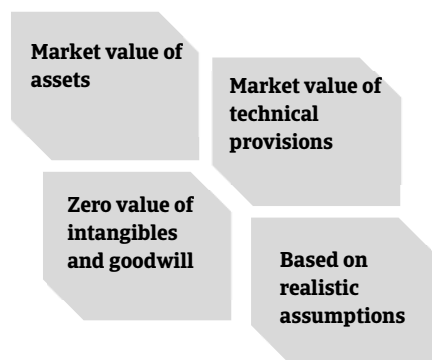 Market value of
assets
Market value of
technical
provisions
Zero value of
intangibles
and goodwill
Based on
realistic
assumptions